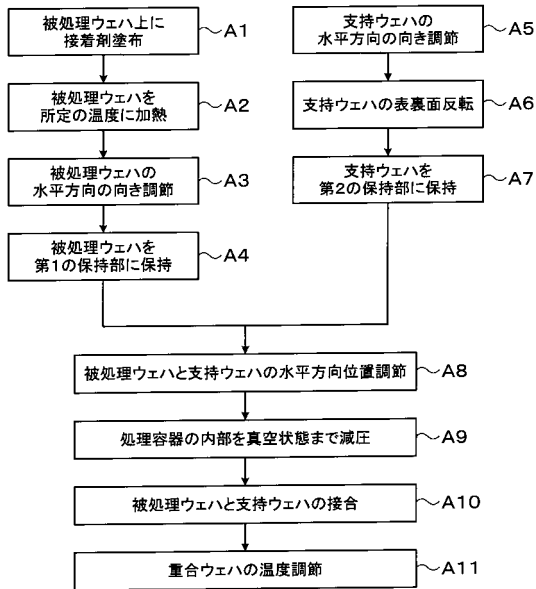 被処理ウェハ上に
接着剤塗布
A1
被処理ウェハを
所定の温度に加熱
A2
被処理ウェハの
水平方向の向き調節
A3
被処理ウェハを
第1の保持部に保持
A4
支持ウェハの
水平方向の向き調節
A5
支持ウェハの表裏面反転
A6
支持ウェハを
第2の保持部に保持
A7
被処理ウェハと支持ウェハの水平方向位置調節
A8
処理容器の内部を真空状態まで減圧
A9
被処理ウェハと支持ウェハの接合
A10
重合ウェハの温度調節
A11